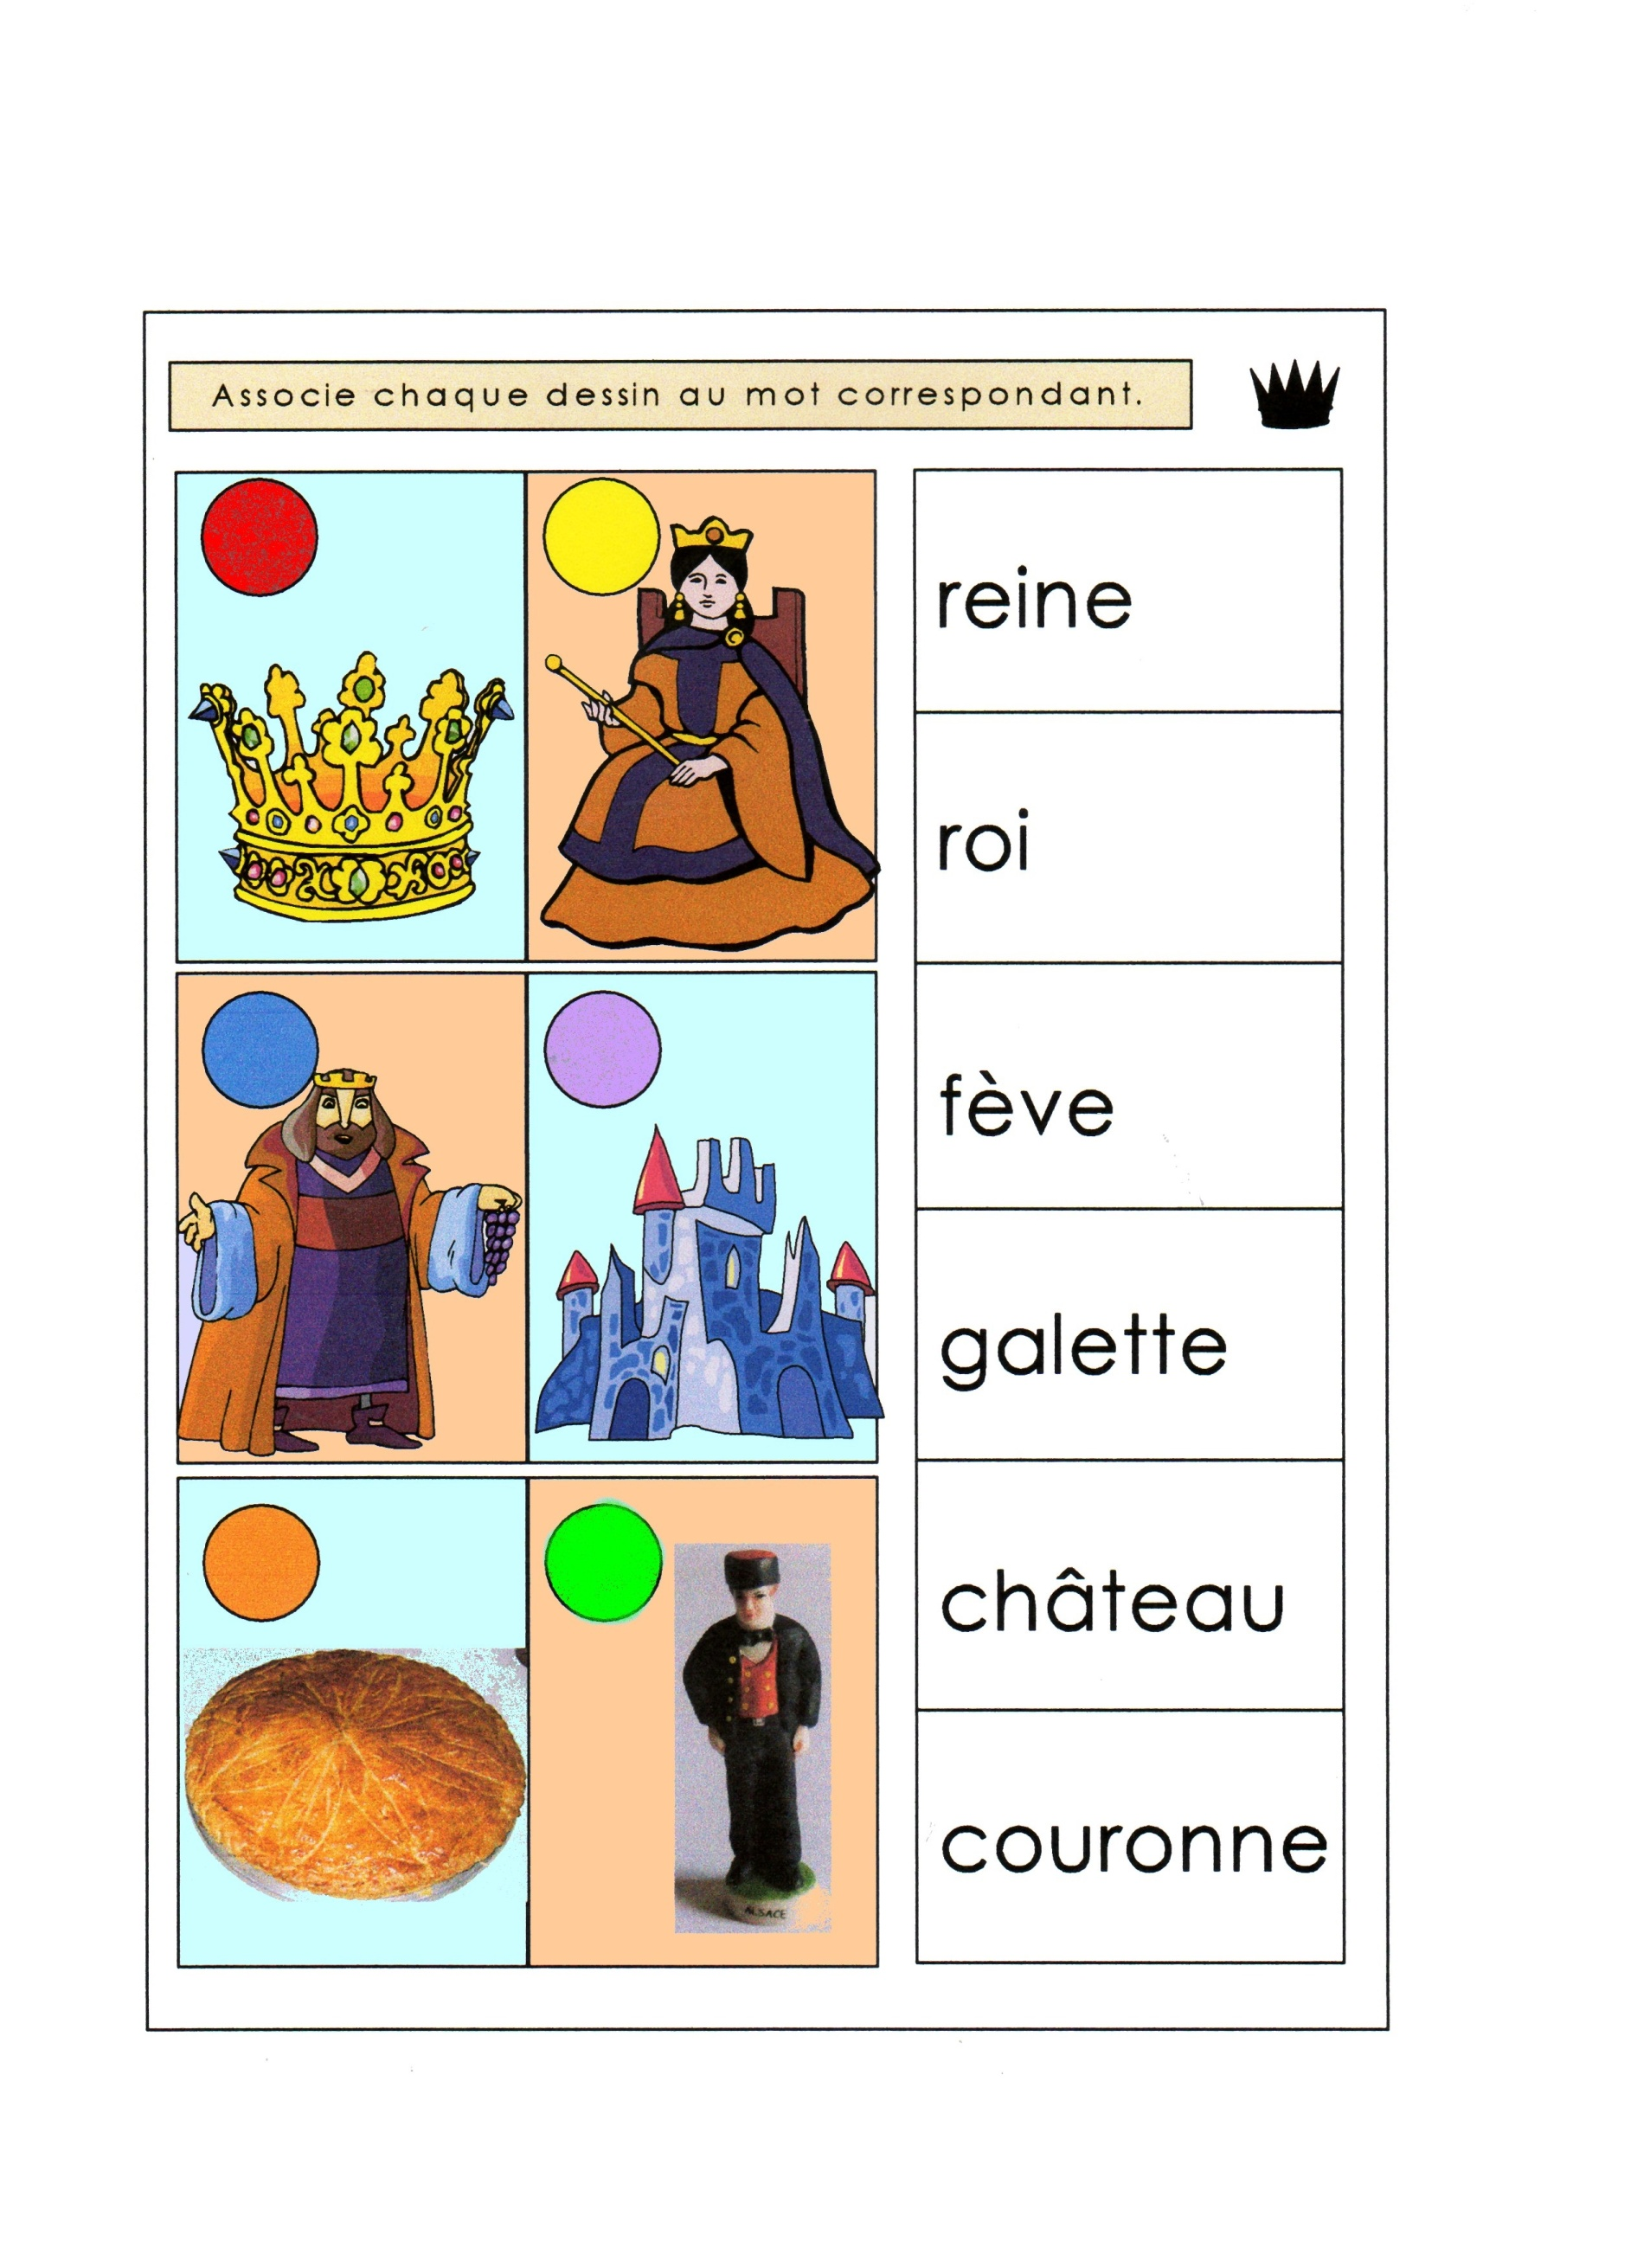 Associe chaque dessin au mot correspondant.
reine
roi
fève
galette
château
ALSACE
couronne